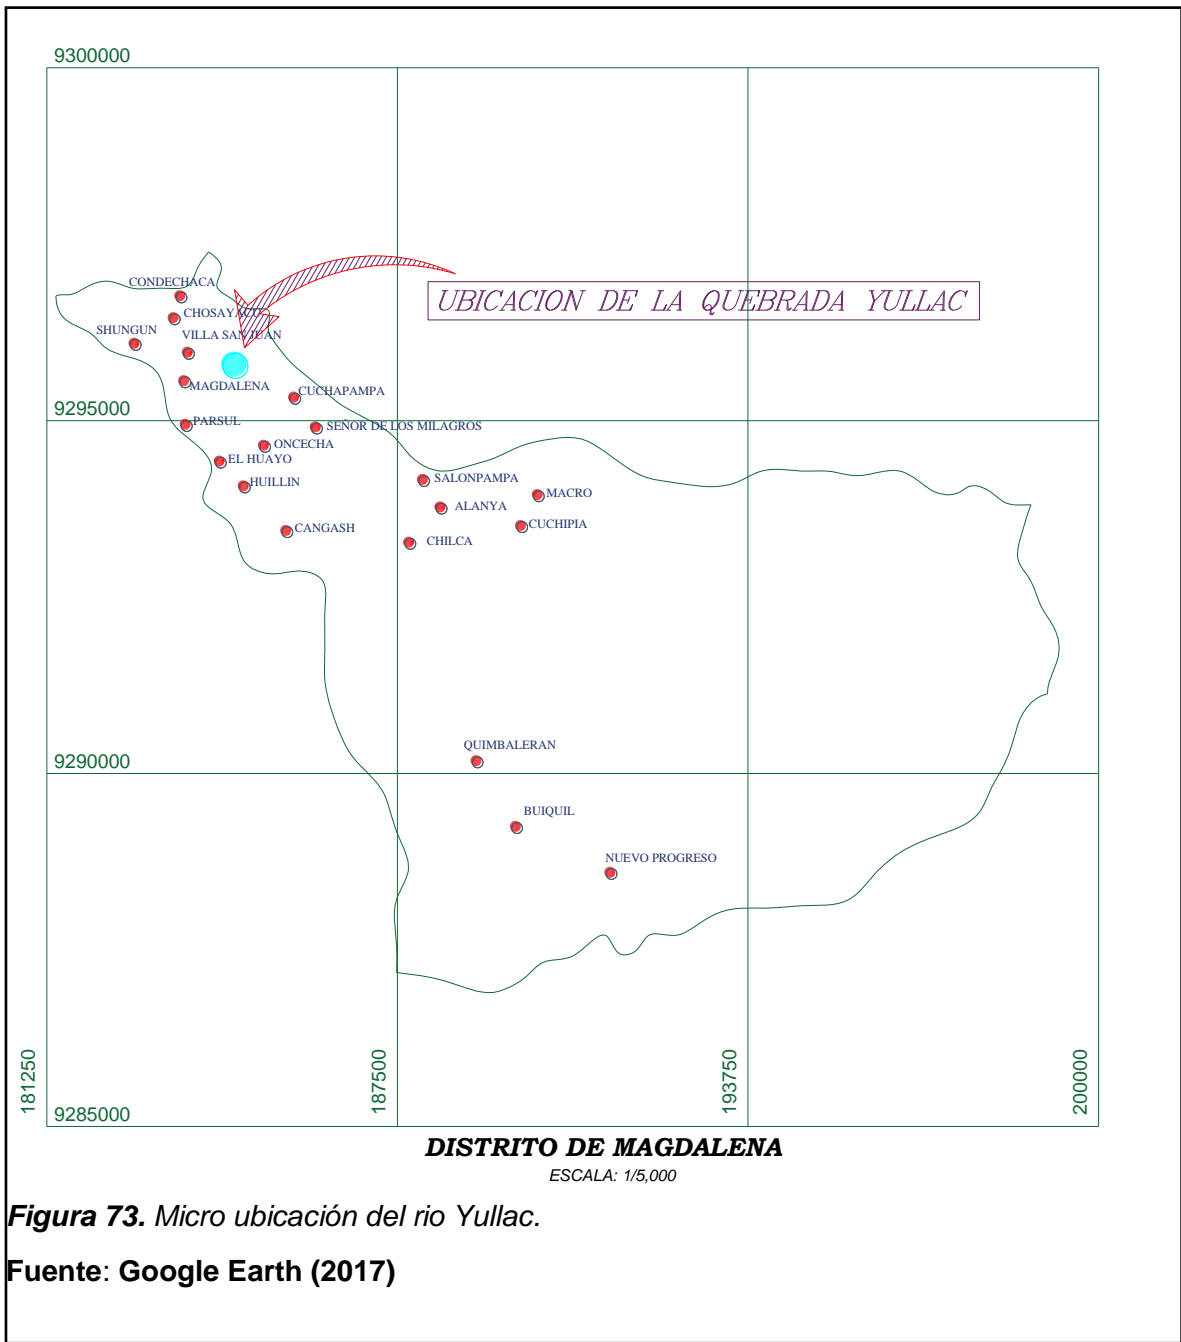 9300000
CONDECHACA
UBICACION DE LA QUEBRADA YULLAC
CHOSAYACU
SHUNGUN
VILLA SAN JUAN
MAGDALENA
CUCHAPAMPA
9295000
PARSUL
SEÑOR DE LOS MILAGROS
ONCECHA
EL HUAYO
HUILLIN
SALONPAMPA
MACRO
ALANYA
CANGASH
CUCHIPIA
CHILCA
QUIMBALERAN
9290000
BUIQUIL
NUEVO PROGRESO
181250
187500
193750
200000
9285000
DISTRITO DE MAGDALENA
ESCALA: 1/5,000
Figura 73. Micro ubicación del rio Yullac.
Fuente: Google Earth (2017)